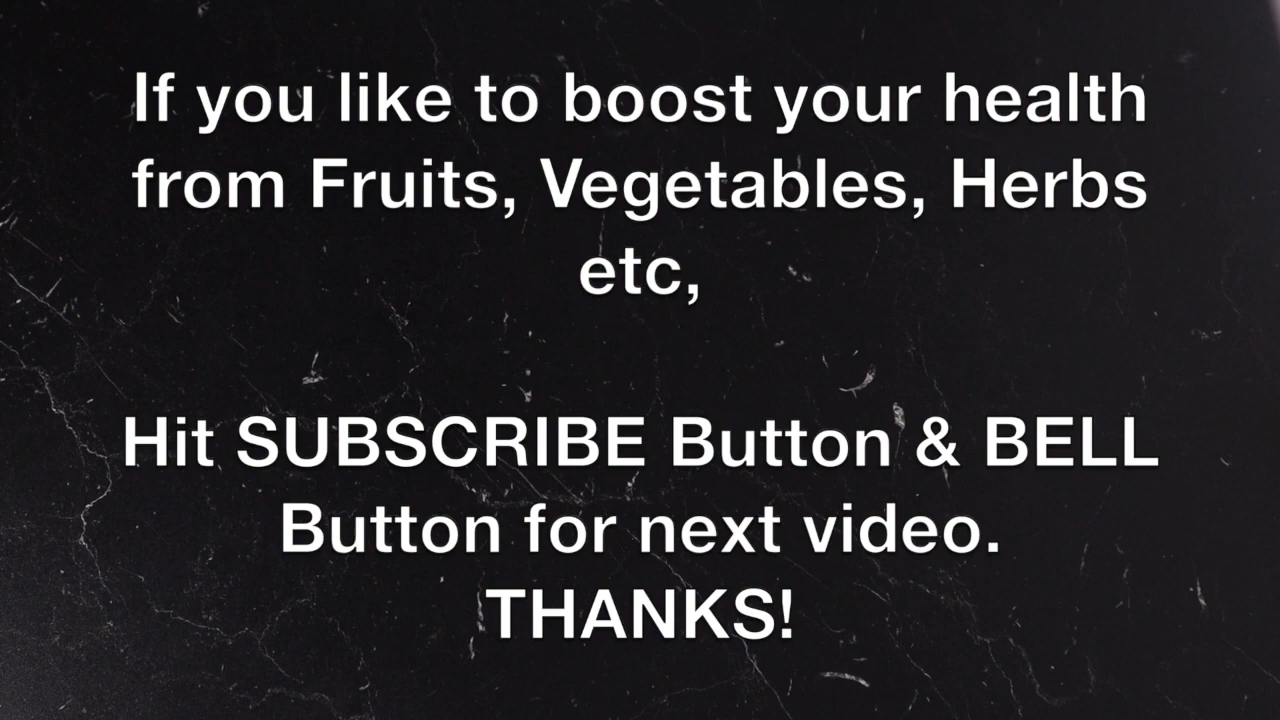 If you like to boost your health
from Fruits, Vegetables, Herbs
etc,
Hit SUBSCRIBE Button & BELL
Button for next video.
THANKS!